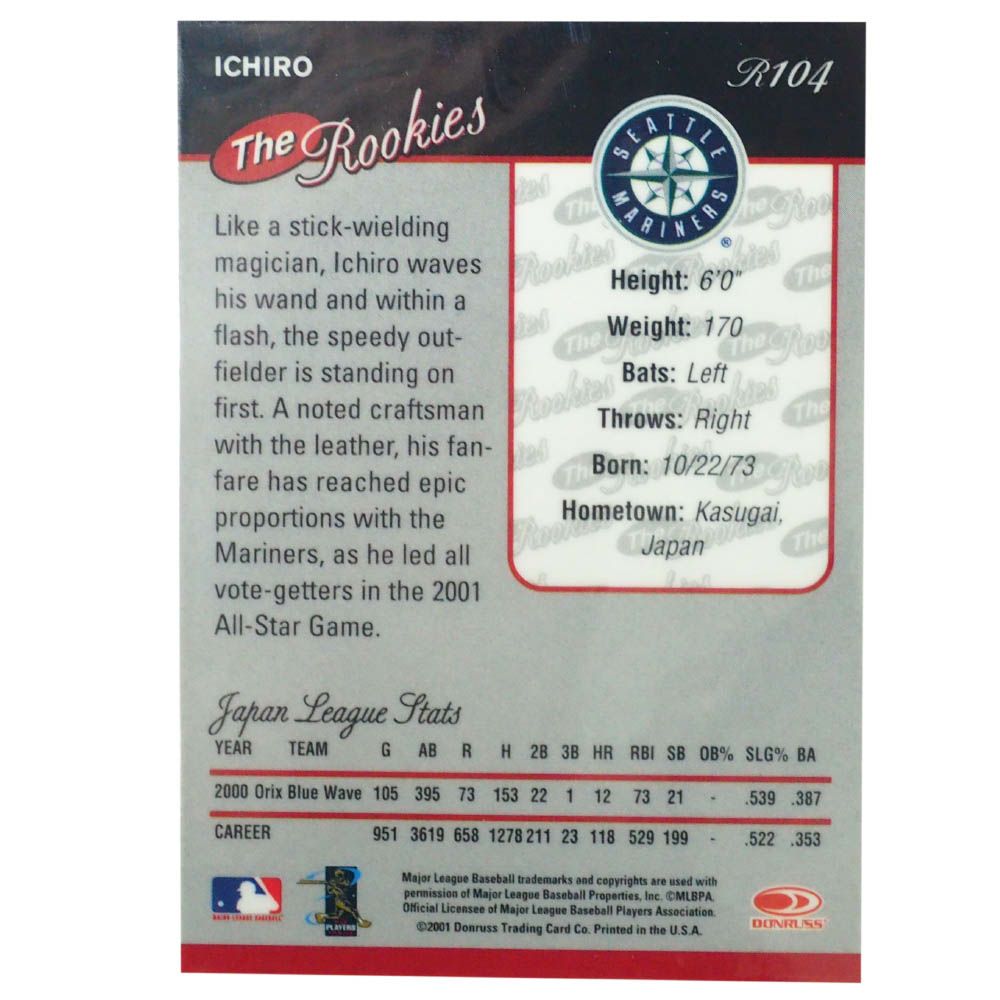 ICHIRO
R104
The Rookies
SEATTLE
MARINERS
®
Like a stick-wielding
magician, Ichiro waves
his wand and within a
flash, the speedy out-
fielder is standing on
first. A noted craftsman
with the leather, his fan-
fare has reached epic
proportions with the
Mariners, as he led all
vote-getters in the 2001
All-Star Game.
Height: 6'0"
Weight: 170
Bats: Left
Throws: Right
Born: 10/22/73
Hometown: Kasugai,
Japan
Japan League Stats
YEAR TEAM G AB R H 2B 3B HR RBI SB OB% SLG% BA
2000 Orix Blue Wave 105 395 73 153 22 1 12 73 21 - .539 .387
CAREER 951 3619 658 1278 211 23 118 529 199 - .522 .353
Major League Baseball trademarks and copyrights are used with
permission of Major League Baseball Properties, Inc. ©MLBPA.
Official Licensee of Major League Baseball Players Association.
©2001 Donruss Trading Card Co. Printed in the U.S.A.
MAJOR LEAGUE BASEBALL
PLAYERS
DONRUSS